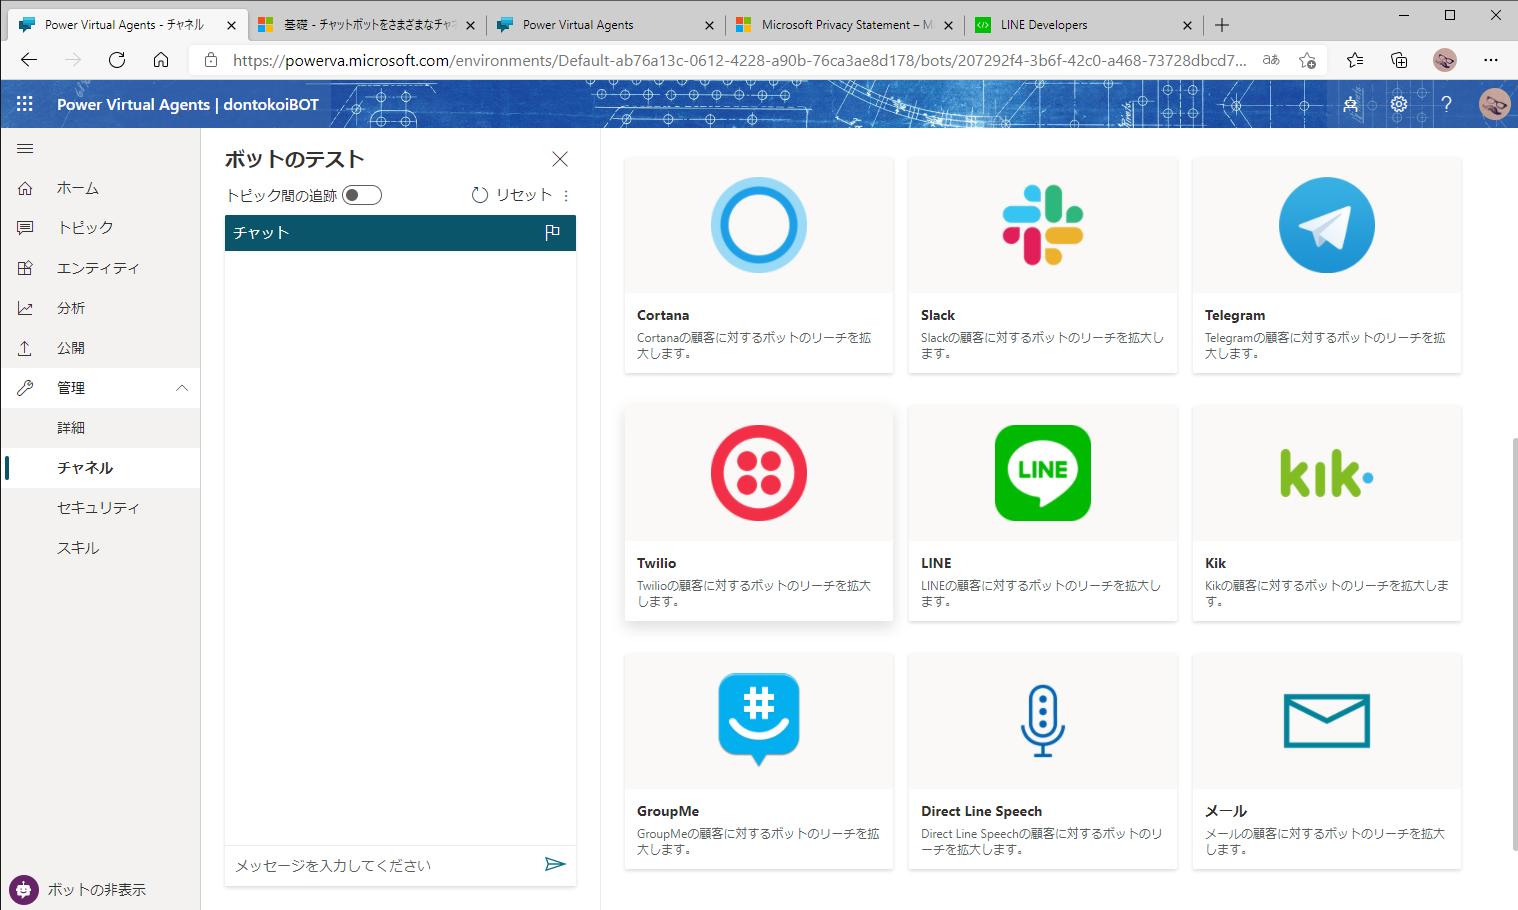 Power Virtual Agents - チャネル
基礎 - チャットボットをさまざまなチャネ
Power Virtual Agents
Microsoft Privacy Statement – M
LINE Developers
https://powerva.microsoft.com/environments/Default-ab76a13c-0612-4228-a90b-76ca3ae8d178/bots/207292f4-3b6f-42c0-a468-73728dbcd7...
Power Virtual Agents | dontokoiBOT
?
ホーム
トピック
エンティティ
分析
公開
管理
詳細
チャネル
セキュリティ
スキル
ボットの非表示
ボットのテスト
トピック間の追跡
リセット
チャット
メッセージを入力してください
Cortana
Cortanaの顧客に対するボットのリーチを拡
大します。
Slack
Slackの顧客に対するボットのリーチを拡大し
ます。
Telegram
Telegramの顧客に対するボットのリーチを拡
大します。
Twilio
Twilioの顧客に対するボットのリーチを拡大
します。
LINE
LINE
LINEの顧客に対するボットのリーチを拡大し
ます。
kik
Kik
Kikの顧客に対するボットのリーチを拡大しま
す。
#
GroupMe
GroupMeの顧客に対するボットのリーチを拡
大します。
Direct Line Speech
Direct Line Speechの顧客に対するボットのリ
ーチを拡大します。
メール
メールの顧客に対するボットのリーチを拡大
します。